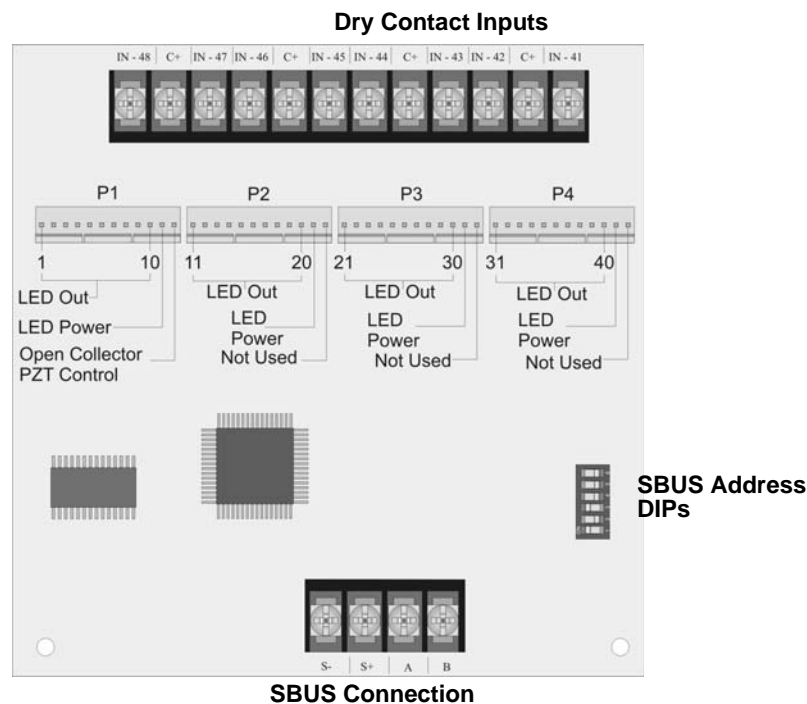 Dry Contact Inputs
IN - 48 C+ IN - 47 IN - 46 C+ IN - 45 IN - 44 C+ IN - 43 IN - 42 C+ IN - 41
P1 P2 P3 P4
1 10 11 20 21 30 31 40
LED Out LED Out LED Out LED Out
LED Power
LED
Power
LED
Power
LED
Power
Open Collector
PZT Control
Not Used Not Used Not Used
SBUS Address
DIPs
S- S+ A B
SBUS Connection